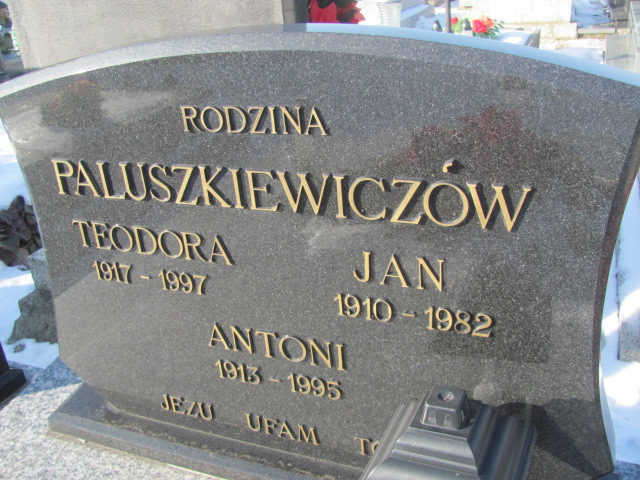 RODZINA
PALUSZKIEWICZÓW
TEODORA
1917 - 1997
JAN
1910 - 1982
ANTONI
1913 - 1995
JEZU UFAM